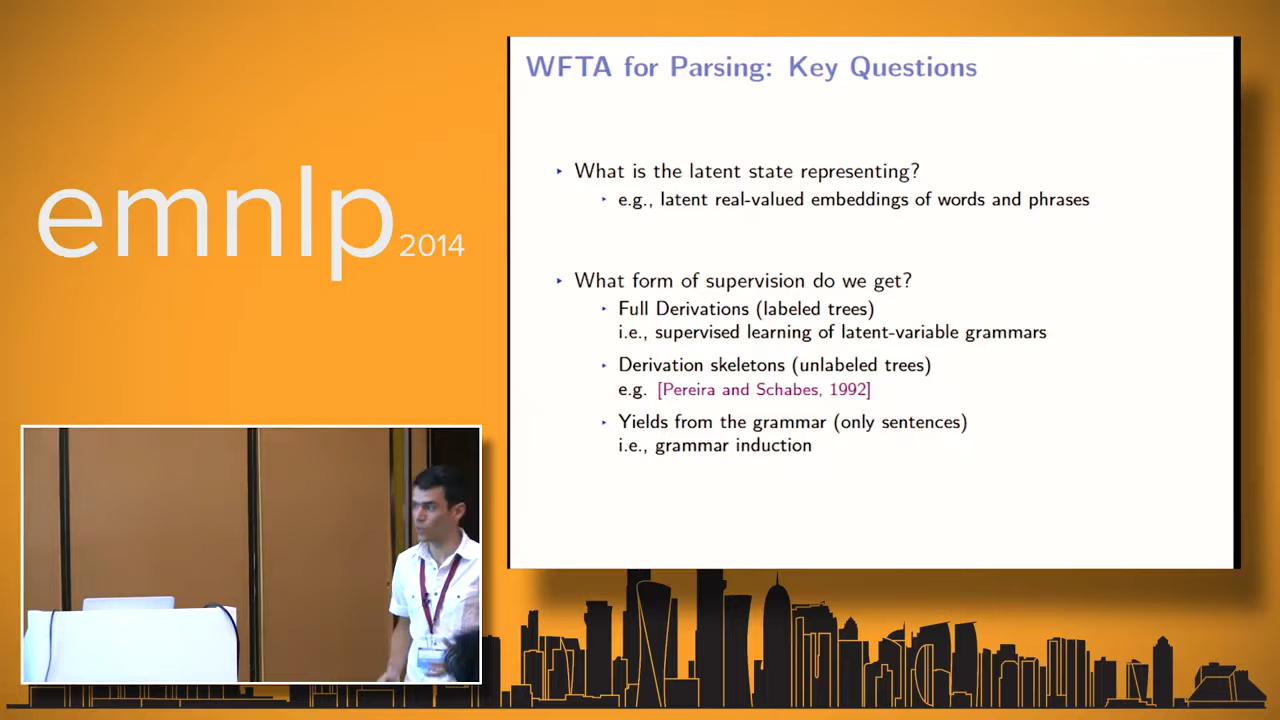 emnlp 2014
WFTA for Parsing: Key Questions
‣ What is the latent state representing?
‣ e.g., latent real-valued embeddings of words and phrases
‣ What form of supervision do we get?
‣ Full Derivations (labeled trees)
i.e., supervised learning of latent-variable grammars
‣ Derivation skeletons (unlabeled trees)
e.g. [Pereira and Schabes, 1992]
‣ Yields from the grammar (only sentences)
i.e., grammar induction